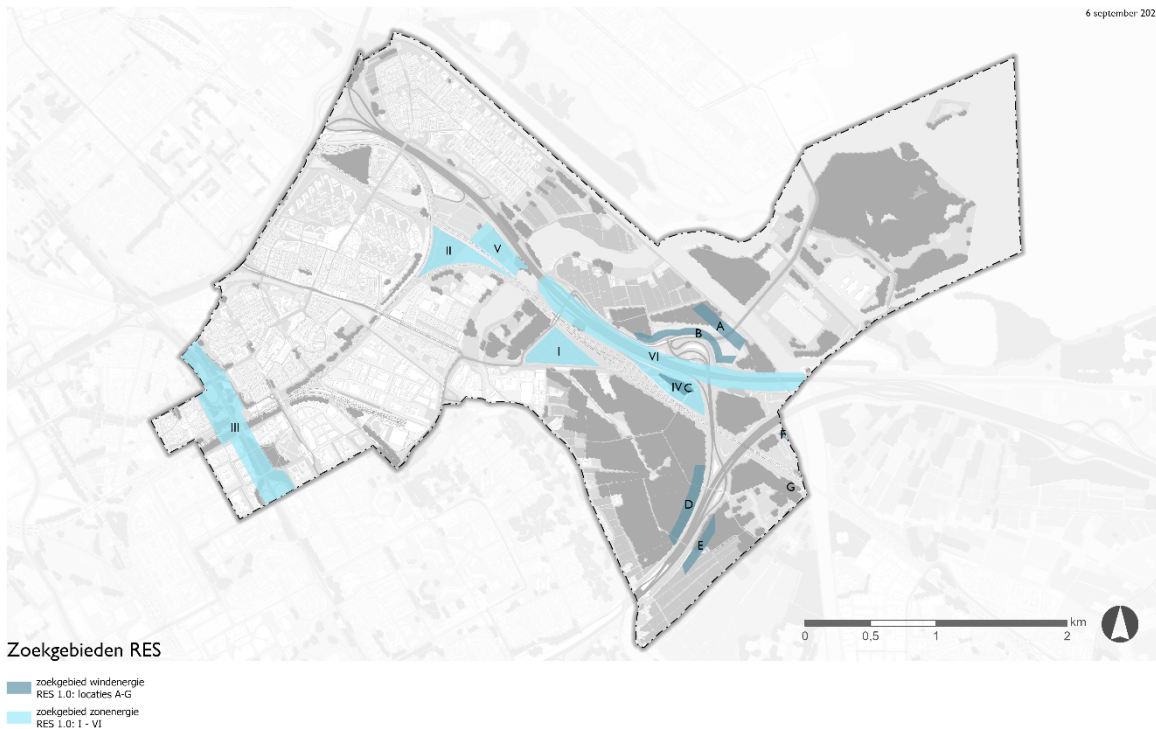 6 september 202
II
V
A
B
I
VI
IV C
III
F
G
D
E
km
0
0,5
1
2
Zoekgebieden RES
zoekgebied windenergie
RES 1.0: locaties A-G
zoekgebied zonenergie
RES 1.0: I - VI